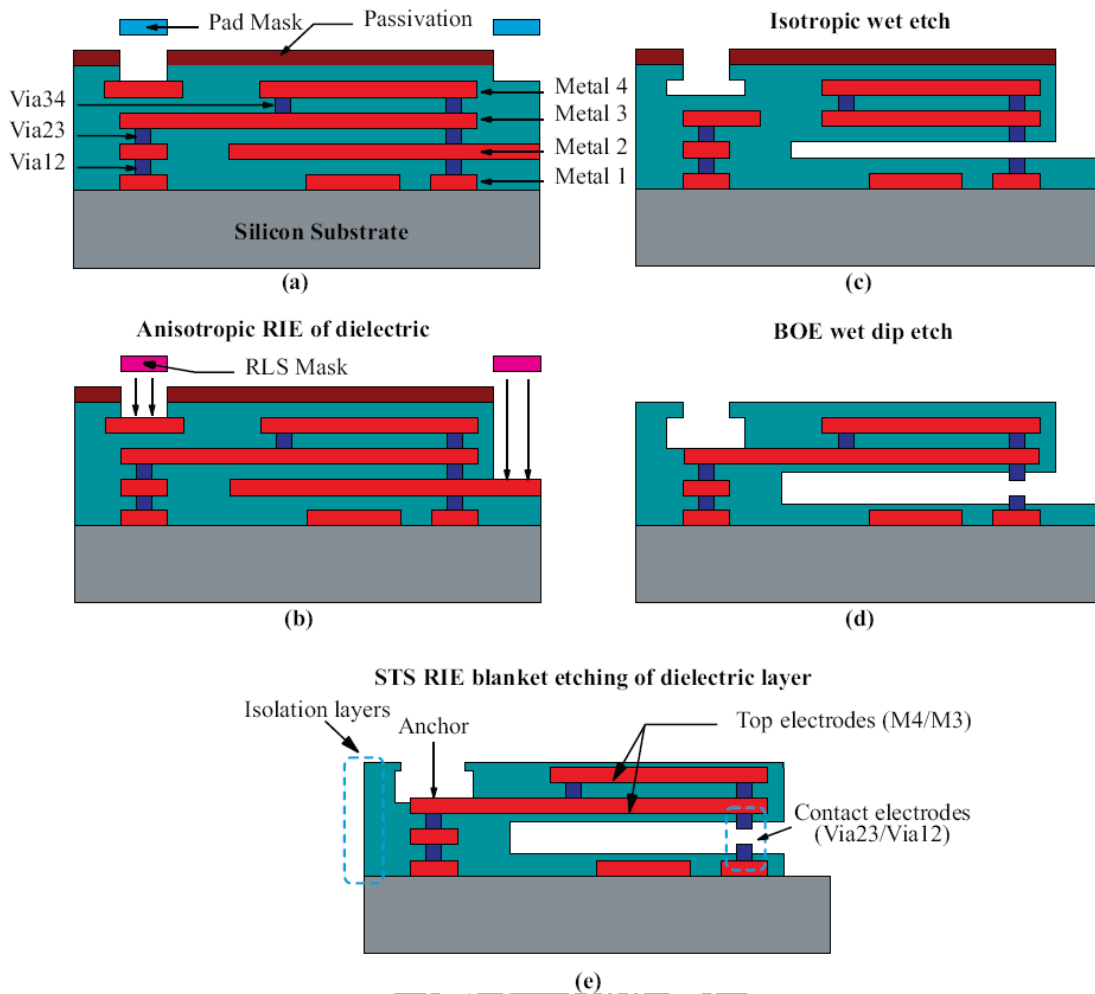 Pad Mask
Passivation
Via34
Via23
Via12
Metal 4
Metal 3
Metal 2
Metal 1
Silicon Substrate
(a)
Isotropic wet etch
(c)
Anisotropic RIE of dielectric
RLS Mask
(b)
BOE wet dip etch
(d)
STS RIE blanket etching of dielectric layer
Isolation layers
Anchor
Top electrodes (M4/M3)
Contact electrodes
(Via23/Via12)
(e)